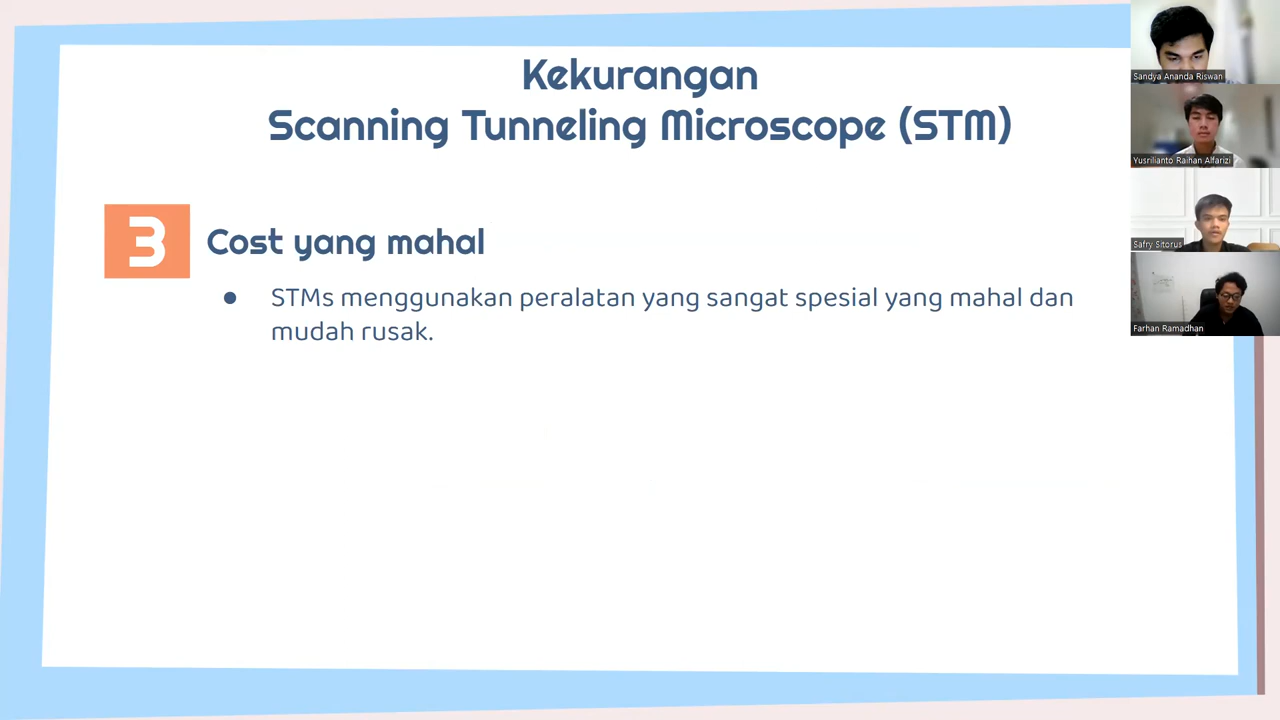 Kekurangan
Scanning Tunneling Microscope (STM)
3
Cost yang mahal
● STMs menggunakan peralatan yang sangat spesial yang mahal dan
mudah rusak.
Sandya Ananda Riswan
Yusrilianto Raihan Alfarizi
Safry Sitorus
Farhan Ramadhan